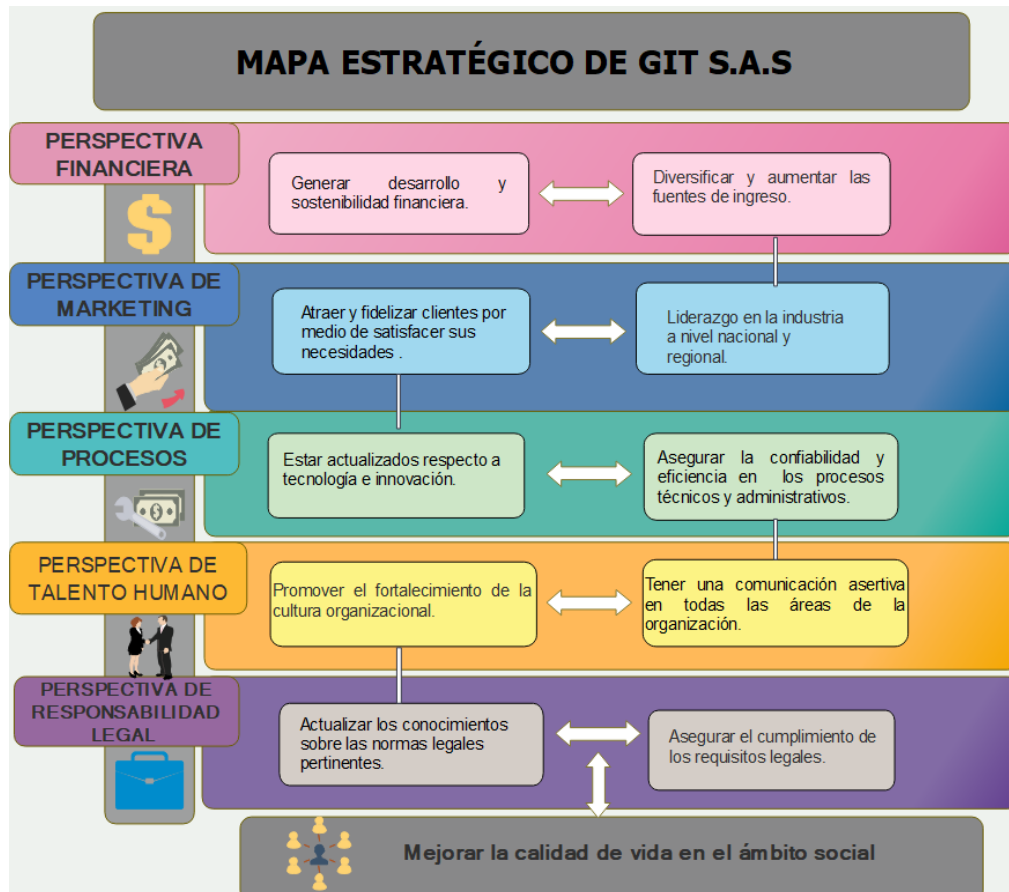 MAPA ESTRATÉGICO DE GIT S.A.S
PERSPECTIVA
FINANCIERA
Generar desarrollo y
sostenibilidad financiera.
Diversificar y aumentar las
fuentes de ingreso.
PERSPECTIVA DE
MARKETING
Atraer y fidelizar clientes por
medio de satisfacer sus
necesidades .
Liderazgo en la industria
a nivel nacional y
regional.
PERSPECTIVA DE
PROCESOS
Estar actualizados respecto a
tecnología e innovación.
Asegurar la confiabilidad y
eficiencia en los procesos
técnicos y administrativos.
PERSPECTIVA DE
TALENTO HUMANO
Promover el fortalecimiento de la
cultura organizacional.
Tener una comunicación asertiva
en todas las áreas de la
organización.
PERSPECTIVA DE
RESPONSABILIDAD
LEGAL
Actualizar los conocimientos
sobre las normas legales
pertinentes.
Asegurar el cumplimiento de
los requisitos legales.
Mejorar la calidad de vida en el ámbito social